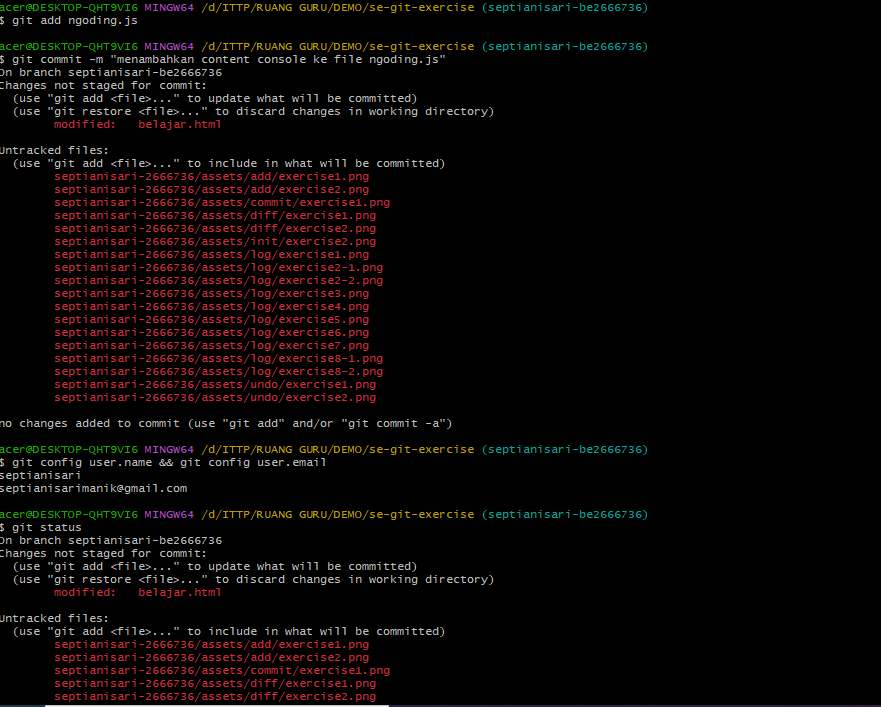 acer@DESKTOP-QHT9VI6 MINGW64 /d/ITTP/RUANG GURU/DEMO/se-git-exercise (septianisari-be2666736)
$ git add ngoding.js
acer@DESKTOP-QHT9VI6 MINGW64 /d/ITTP/RUANG GURU/DEMO/se-git-exercise (septianisari-be2666736)
$ git commit -m "menambahkan content console ke file ngoding.js"
On branch septianisari-be2666736
Changes not staged for commit:
  (use "git add <file>..." to update what will be committed)
  (use "git restore <file>..." to discard changes in working directory)
        modified:   belajar.html
Untracked files:
  (use "git add <file>..." to include in what will be committed)
        septianisari-2666736/assets/add/exercise1.png
        septianisari-2666736/assets/add/exercise2.png
        septianisari-2666736/assets/commit/exercise1.png
        septianisari-2666736/assets/diff/exercise1.png
        septianisari-2666736/assets/diff/exercise2.png
        septianisari-2666736/assets/init/exercise2.png
        septianisari-2666736/assets/log/exercise1.png
        septianisari-2666736/assets/log/exercise2-1.png
        septianisari-2666736/assets/log/exercise2-2.png
        septianisari-2666736/assets/log/exercise3.png
        septianisari-2666736/assets/log/exercise4.png
        septianisari-2666736/assets/log/exercise5.png
        septianisari-2666736/assets/log/exercise6.png
        septianisari-2666736/assets/log/exercise7.png
        septianisari-2666736/assets/log/exercise8-1.png
        septianisari-2666736/assets/log/exercise8-2.png
        septianisari-2666736/assets/undo/exercise1.png
        septianisari-2666736/assets/undo/exercise2.png
no changes added to commit (use "git add" and/or "git commit -a")
acer@DESKTOP-QHT9VI6 MINGW64 /d/ITTP/RUANG GURU/DEMO/se-git-exercise (septianisari-be2666736)
$ git config user.name && git config user.email
septianisari
septianisarimanik@gmail.com
acer@DESKTOP-QHT9VI6 MINGW64 /d/ITTP/RUANG GURU/DEMO/se-git-exercise (septianisari-be2666736)
$ git status
On branch septianisari-be2666736
Changes not staged for commit:
  (use "git add <file>..." to update what will be committed)
  (use "git restore <file>..." to discard changes in working directory)
        modified:   belajar.html
Untracked files:
  (use "git add <file>..." to include in what will be committed)
        septianisari-2666736/assets/add/exercise1.png
        septianisari-2666736/assets/add/exercise2.png
        septianisari-2666736/assets/commit/exercise1.png
        septianisari-2666736/assets/diff/exercise1.png
        septianisari-2666736/assets/diff/exercise2.png